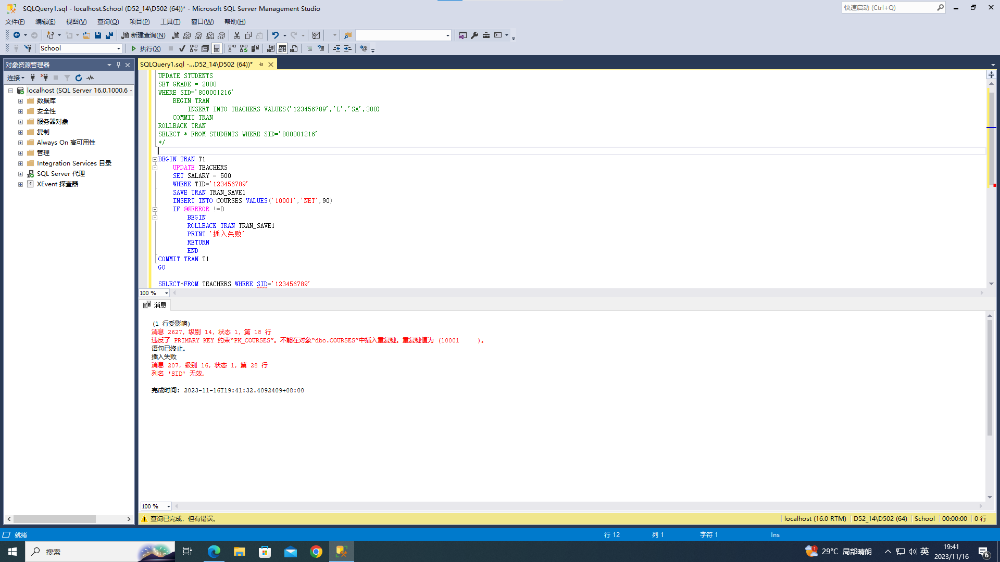 SQLQuery1.sql - localhost.School (D52_14\D502 (64))* - Microsoft SQL Server Management Studio
快速启动 (Ctrl+Q)
文件(F) 编辑(E) 视图(V) 查询(Q) 项目(P) 工具(T) 窗口(W) 帮助(H)
新建查询(N)
MDX DMX XMLA DAX
School
执行(X)
对象资源管理器
SQLQuery1.sql -...D52_14\D502 (64))*
连接
localhost (SQL Server 16.0.1000.6 -
数据库
安全性
服务器对象
复制
Always On 高可用性
管理
Integration Services 目录
SQL Server 代理
XEvent 探查器
UPDATE STUDENTS
SET GRADE = 2000
WHERE SID='800001216'
BEGIN TRAN
INSERT INTO TEACHERS VALUES('123456789','L','SA',300)
COMMIT TRAN
ROLLBACK TRAN
SELECT * FROM STUDENTS WHERE SID='800001216'
*/
BEGIN TRAN T1
UPDATE TEACHERS
SET SALARY = 500
WHERE TID='123456789'
SAVE TRAN TRAN_SAVE1
INSERT INTO COURSES VALUES('10001','NET',90)
IF @@ERROR !=0
BEGIN
ROLLBACK TRAN TRAN_SAVE1
PRINT '插入失败'
RETURN
END
COMMIT TRAN T1
GO
SELECT*FROM TEACHERS WHERE SID='123456789'
100 %
消息
(1 行受影响)
消息 2627，级别 14，状态 1，第 18 行
违反了 PRIMARY KEY 约束“PK_COURSES”。不能在对象“dbo.COURSES”中插入重复键。重复键值为 (10001     )。
语句已终止。
插入失败
消息 207，级别 16，状态 1，第 28 行
列名 'SID' 无效。
完成时间: 2023-11-16T19:41:32.4092409+08:00
100 %
查询已完成，但有错误。
localhost (16.0 RTM) D52_14\D502 (64) School 00:00:00 0 行
就绪
行 12 列 1 字符 1 Ins
搜索
1
29°C 局部晴朗
英
19:41
2023/11/16
6